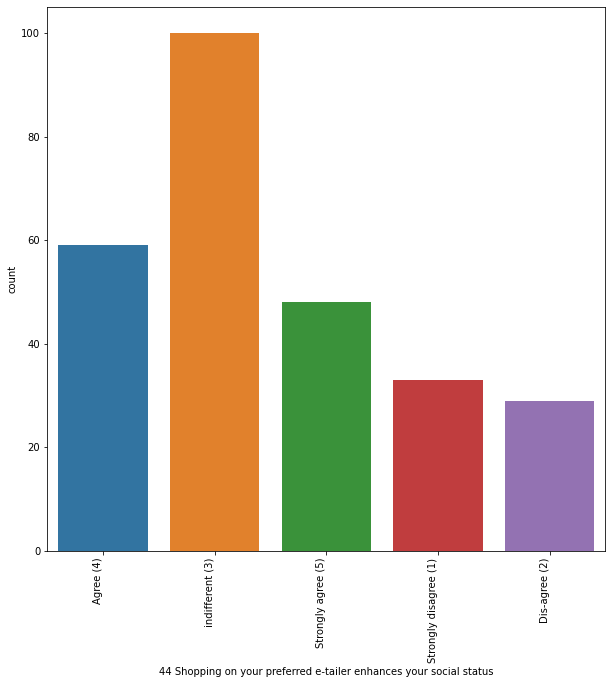 100
80
60
40
20
0
count
Agree (4)
indifferent (3)
Strongly agree (5)
Strongly disagree (1)
Dis-agree (2)
44 Shopping on your preferred e-tailer enhances your social status